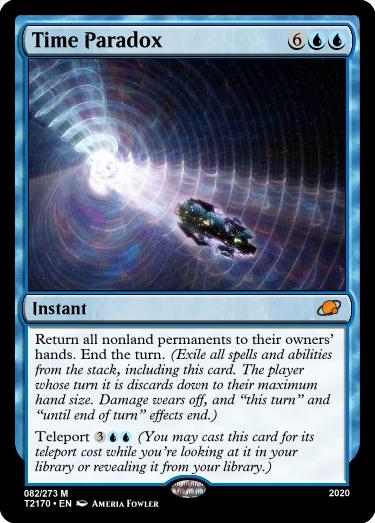 Time Paradox 6
Instant
Return all nonland permanents to their owners'
hands. End the turn. (Exile all spells and abilities
from the stack, including this card. The player
whose turn it is discards down to their maximum
hand size. Damage wears off, and “this turn” and
“until end of turn” effects end.)
Teleport 3 (You may cast this card for its
teleport cost while you're looking at it in your
library or revealing it from your library.)
082/273 M
2020
T2170 • EN Ameria Fowler